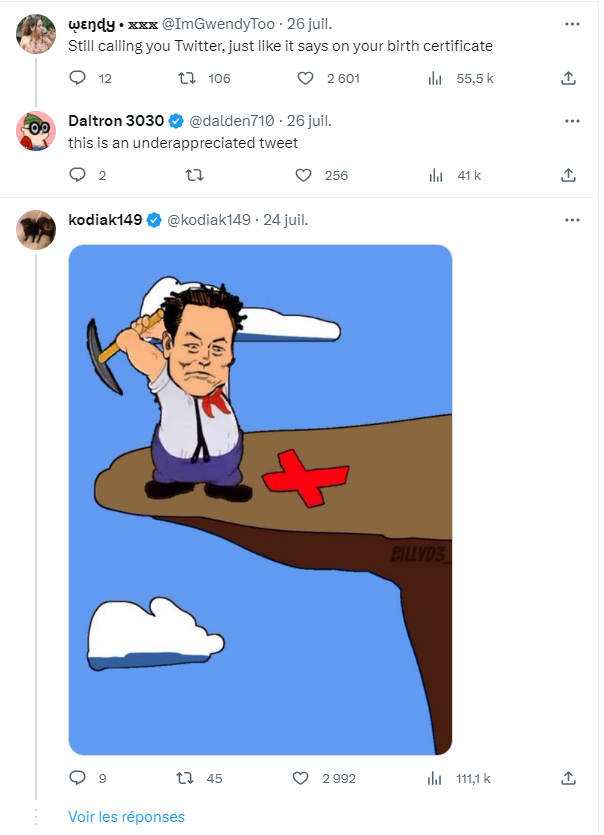 ῳɛŋɖყ • 𝕩𝕩𝕩 @ImGwendyToo · 26 juil.
Still calling you Twitter, just like it says on your birth certificate
12 106 2 601 55,5 k
Daltron 3030 @dalden710 · 26 juil.
this is an underappreciated tweet
2 256 41 k
kodiak149 @kodiak149 · 24 juil.
BILLYD3_
9 45 2 992 111,1 k
Voir les réponses